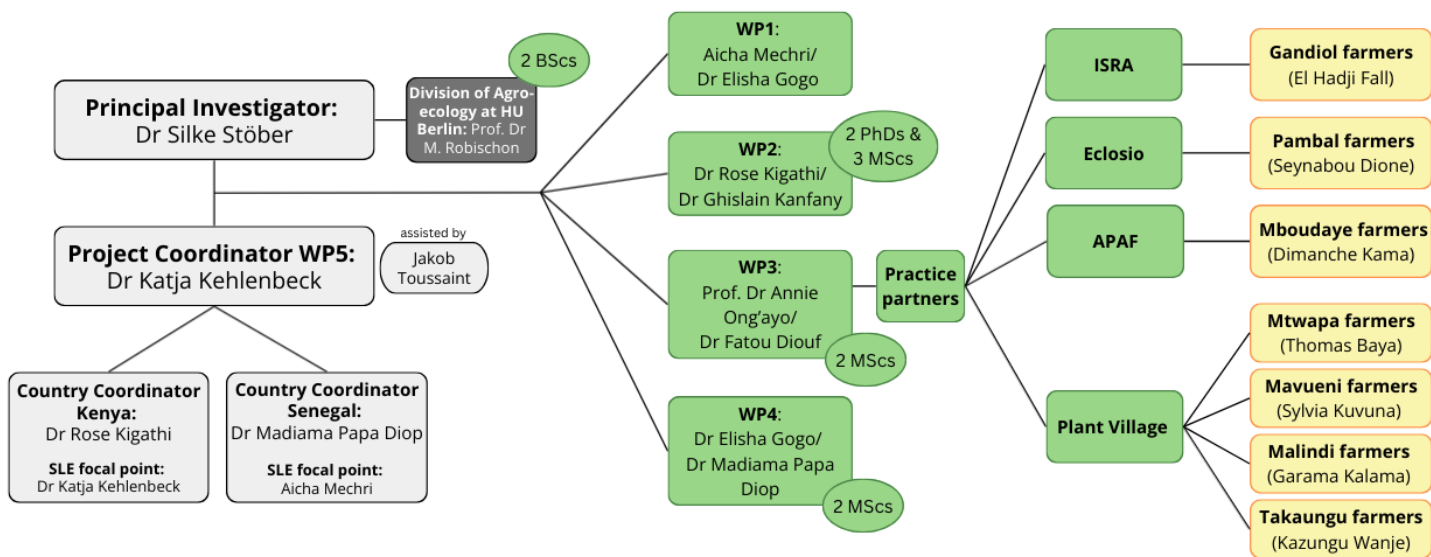 Principal Investigator:
Dr Silke Stöber
2 BScs
Division of Agro-
ecology at HU
Berlin: Prof. Dr
M. Robischon
Project Coordinator WP5:
Dr Katja Kehlenbeck
assisted by
Jakob
Toussaint
Country Coordinator
Kenya:
Dr Rose Kigathi
SLE focal point:
Dr Katja Kehlenbeck
Country Coordinator
Senegal:
Dr Madiama Papa Diop
SLE focal point:
Aicha Mechri
WP1:
Aicha Mechri/
Dr Elisha Gogo
WP2:
Dr Rose Kigathi/
Dr Ghislain Kanfany
2 PhDs &
3 MScs
WP3:
Prof. Dr Annie
Ong'ayo/
Dr Fatou Diouf
2 MScs
WP4:
Dr Elisha Gogo/
Dr Madiama Papa
Diop
2 MScs
Practice
partners
ISRA
Eclosio
APAF
Plant Village
Gandiol farmers
(El Hadji Fall)
Pambal farmers
(Seynabou Dione)
Mboudaye farmers
(Dimanche Kama)
Mtwapa farmers
(Thomas Baya)
Mavueni farmers
(Sylvia Kuvuna)
Malindi farmers
(Garama Kalama)
Takaungu farmers
(Kazungu Wanje)